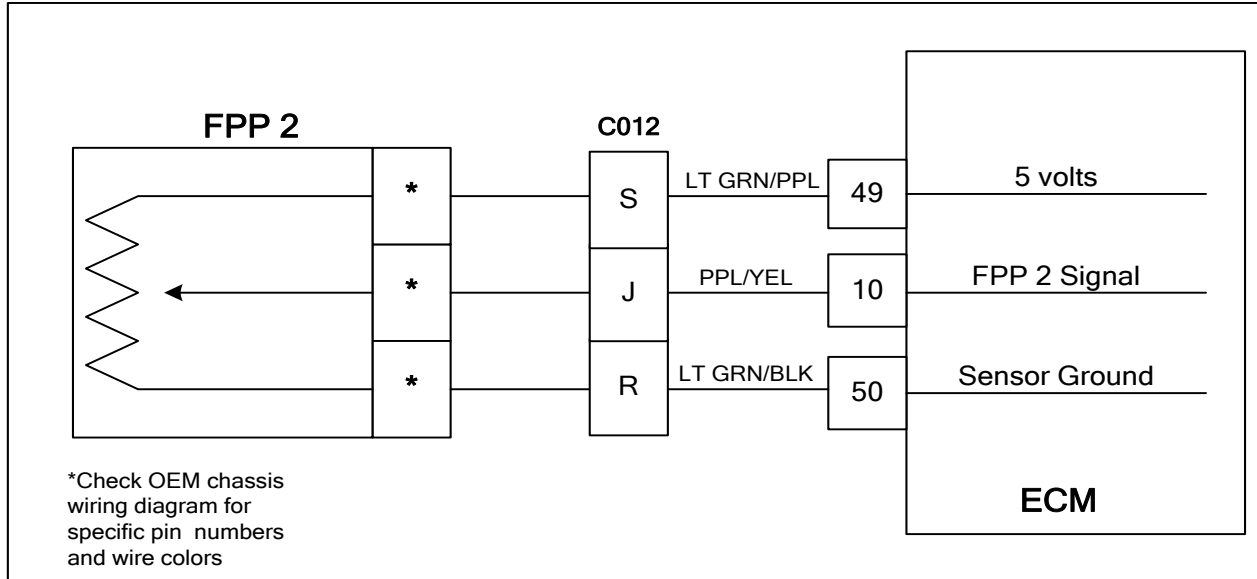 FPP 2
C012
*
S
LT GRN/PPL
49
5 volts
*
J
PPL/YEL
10
FPP 2 Signal
*
R
LT GRN/BLK
50
Sensor Ground
ECM
*Check OEM chassis
wiring diagram for
specific pin numbers
and wire colors